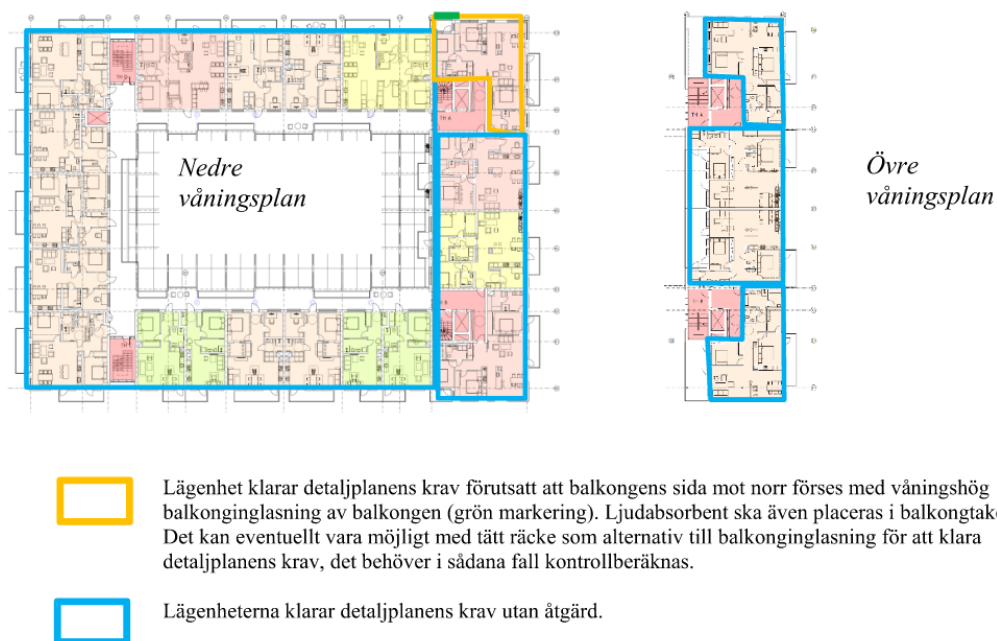 Nedre
våningsplan
Övre
våningsplan
TH A
Lägenhet klarar detaljplanens krav förutsatt att balkongens sida mot norr förses med våningshög
balkonginglasning av balkongen (grön markering). Ljudabsorbent ska även placeras i
Det kan eventuellt vara möjligt med tätt räcke som alternativ till balkonginglasning för att klara
detaljplanens krav, det behöver i sådana fall kontrollberäknas.
Lägenheterna klarar detaljplanens krav utan åtgärd.